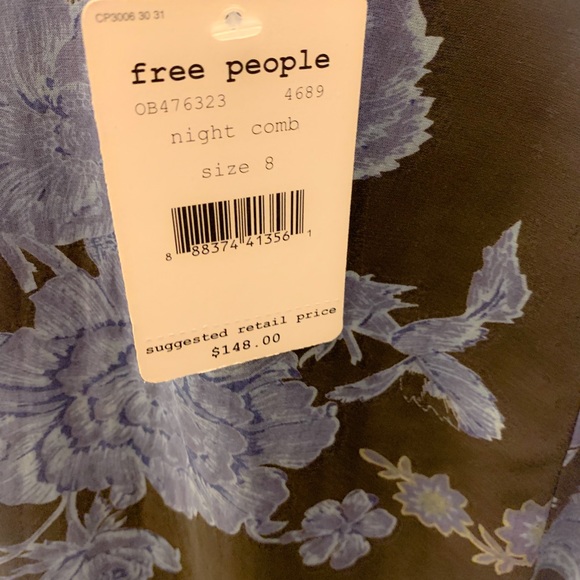 CP3006 30 31
free people
OB476323 4689
night comb
size 8
8 88374 41356 1
suggested retail price
$148.00